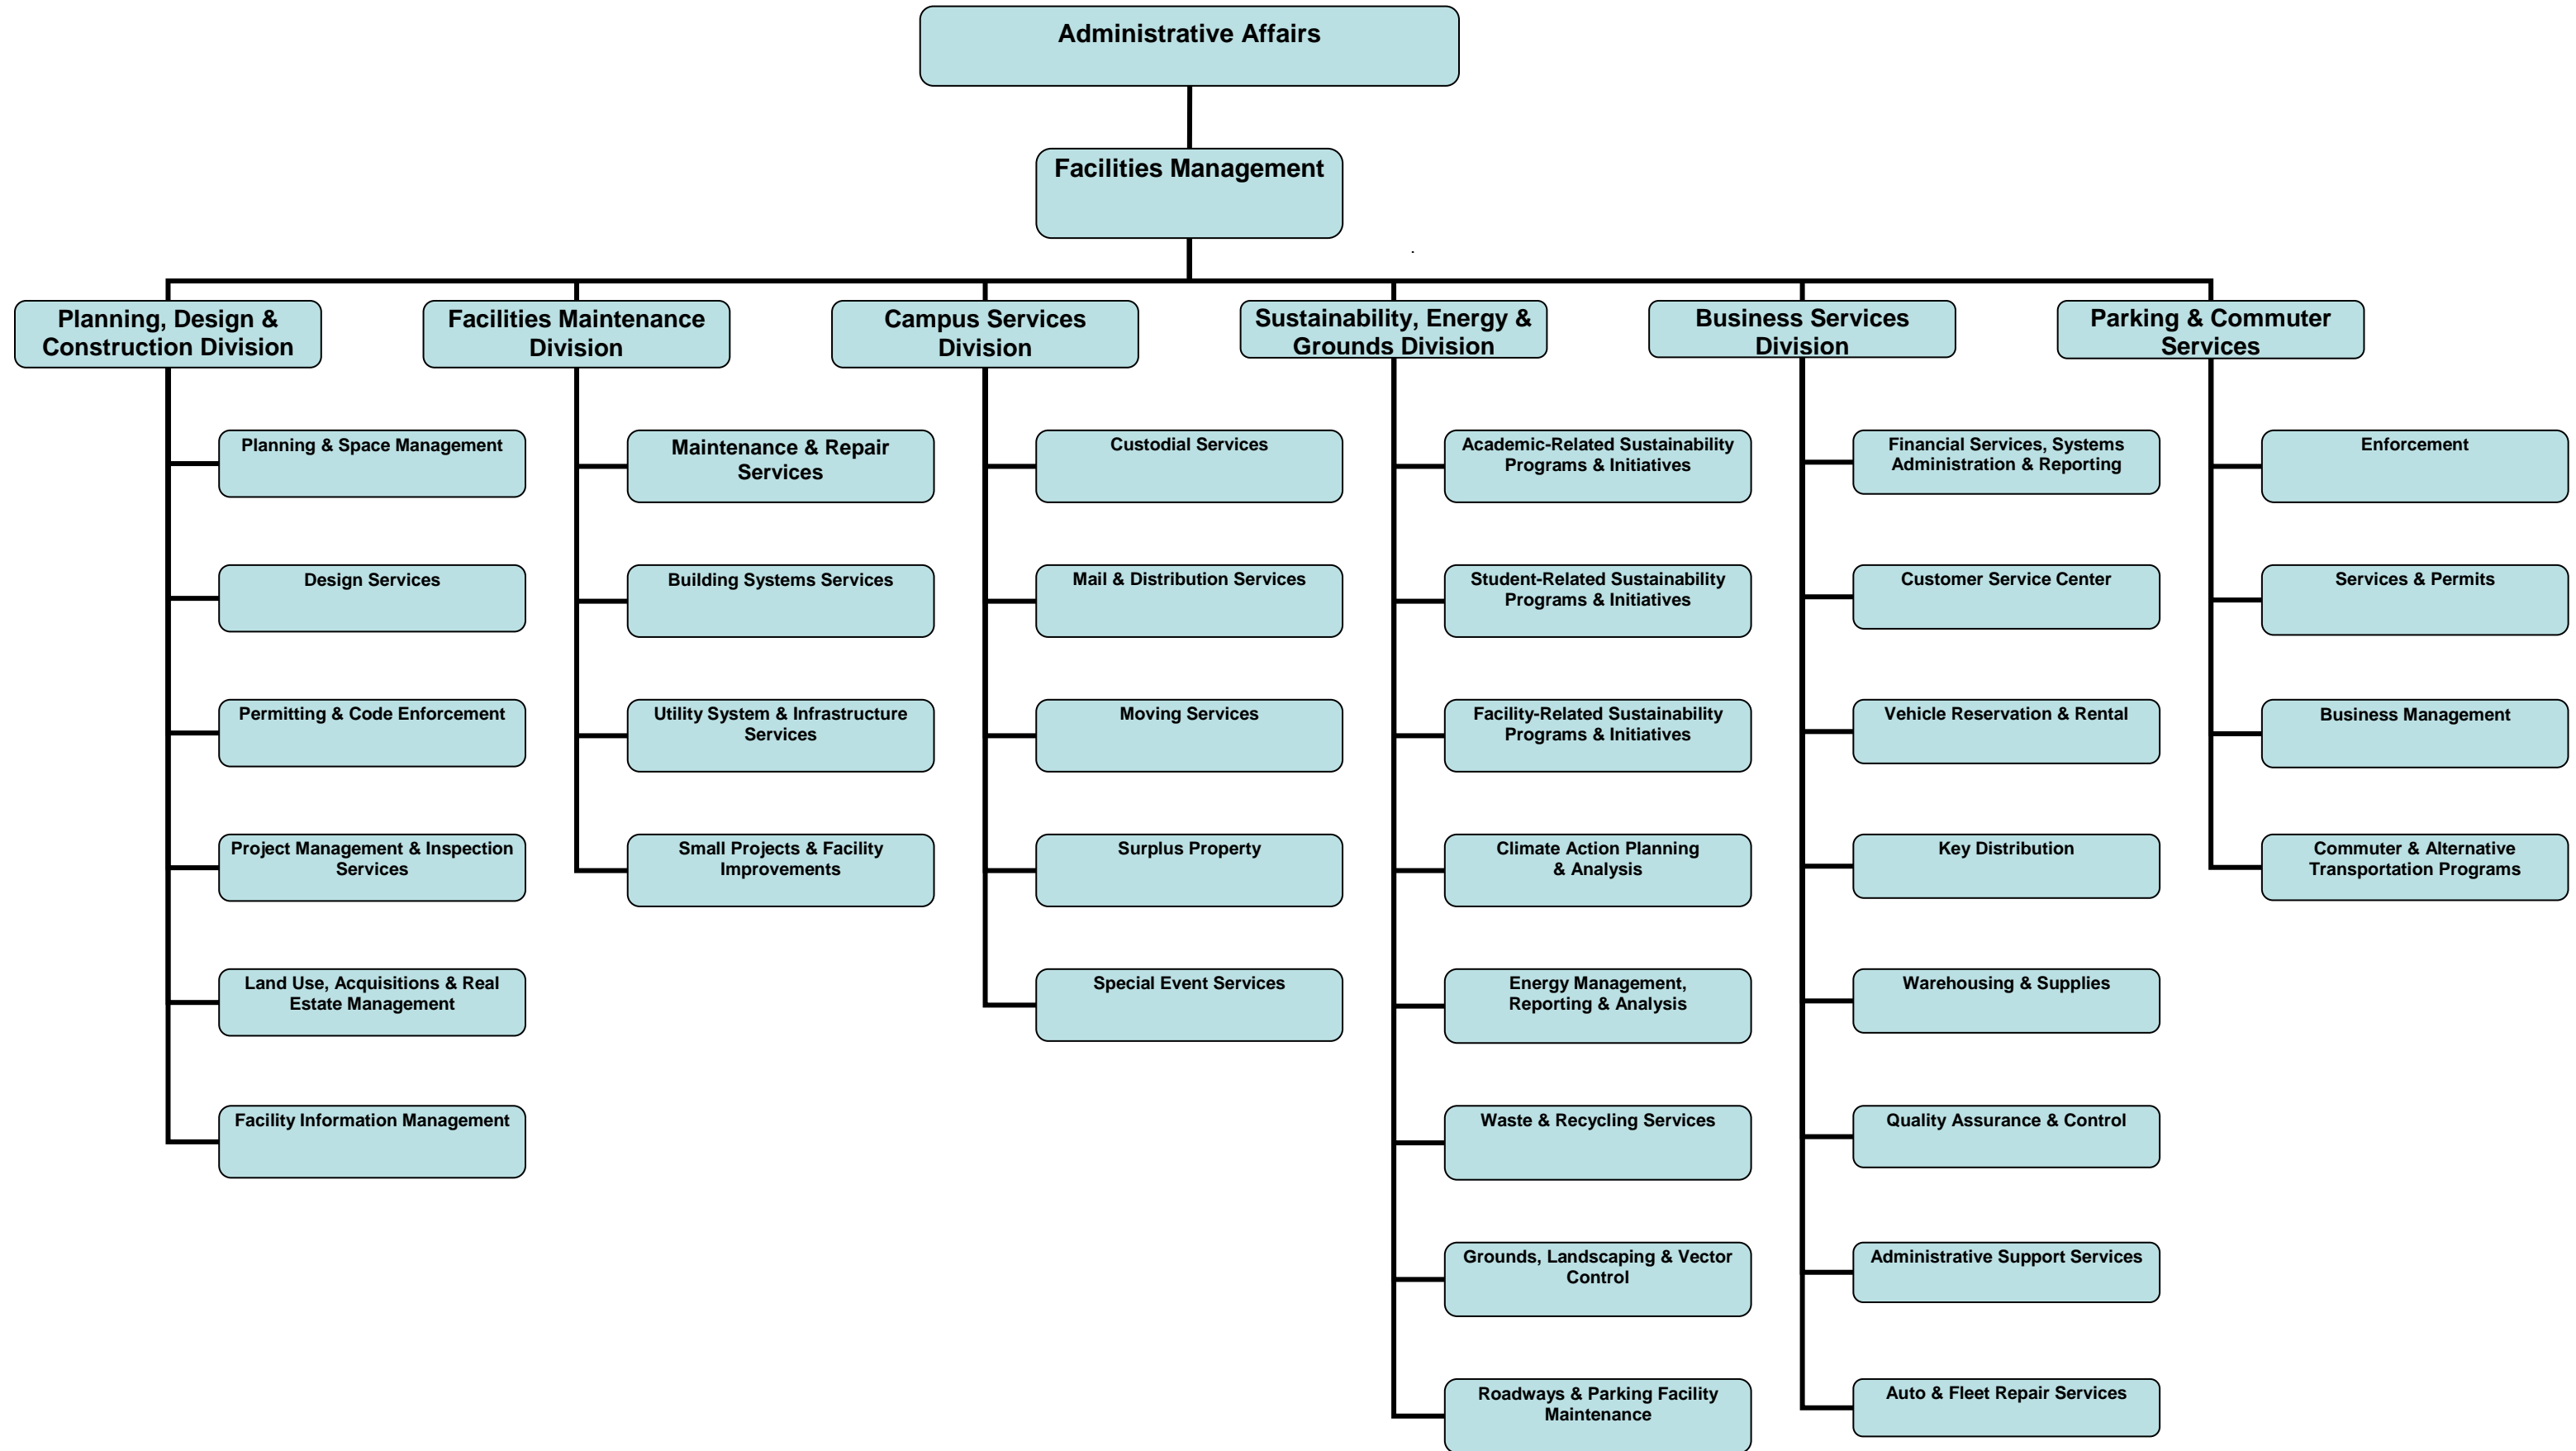 Administrative Affairs
Facilities Management
.
Planning, Design &
Construction Division
Facilities Maintenance
Division
Campus Services
Division
Sustainability, Energy &
Grounds Division
Business Services
Division
Parking & Commuter
Services
Planning & Space Management
Design Services
Permitting & Code Enforcement
Project Management & Inspection
Services
Land Use, Acquisitions & Real
Estate Management
Facility Information Management
Maintenance & Repair
Services
Building Systems Services
Utility System & Infrastructure
Services
Small Projects & Facility
Improvements
Custodial Services
Mail & Distribution Services
Moving Services
Surplus Property
Special Event Services
Academic-Related Sustainability
Programs & Initiatives
Student-Related Sustainability
Programs & Initiatives
Facility-Related Sustainability
Programs & Initiatives
Climate Action Planning
& Analysis
Energy Management,
Reporting & Analysis
Waste & Recycling Services
Grounds, Landscaping & Vector
Control
Roadways & Parking Facility
Maintenance
Financial Services, Systems
Administration & Reporting
Customer Service Center
Vehicle Reservation & Rental
Key Distribution
Warehousing & Supplies
Quality Assurance & Control
Administrative Support Services
Auto & Fleet Repair Services
Enforcement
Services & Permits
Business Management
Commuter & Alternative
Transportation Programs